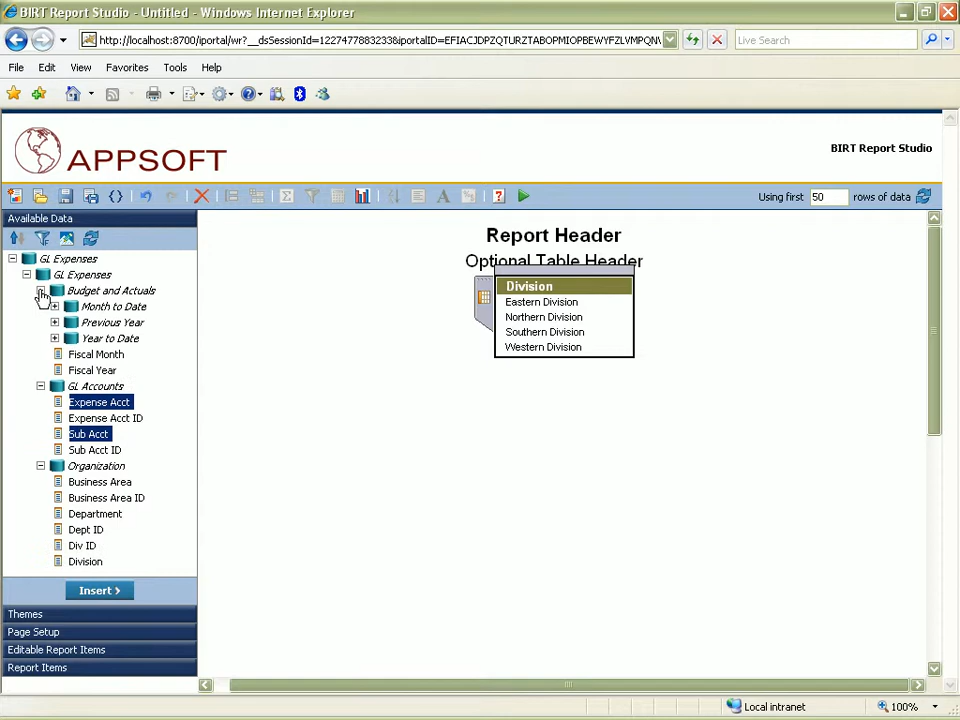 BIRT Report Studio - Untitled - Windows Internet Explorer
http://localhost:8700/iportal/wr?__dsSessionId=1227477883233&iportalID=EFIACJDPZQTURZTABOPMIOPBEWYFZLVMPQN
Live Search
File Edit View Favorites Tools Help
APPSOFT
BIRT Report Studio
Using first 50 rows of data
Available Data
GL Expenses
GL Expenses
Budget and Actuals
Month to Date
Previous Year
Year to Date
Fiscal Month
Fiscal Year
GL Accounts
Expense Acct
Expense Acct ID
Sub Acct
Sub Acct ID
Organization
Business Area
Business Area ID
Department
Dept ID
Div ID
Division
Insert >
Themes
Page Setup
Editable Report Items
Report Items
Report Header
Optional Table Header
Division
Eastern Division
Northern Division
Southern Division
Western Division
Local intranet
100%